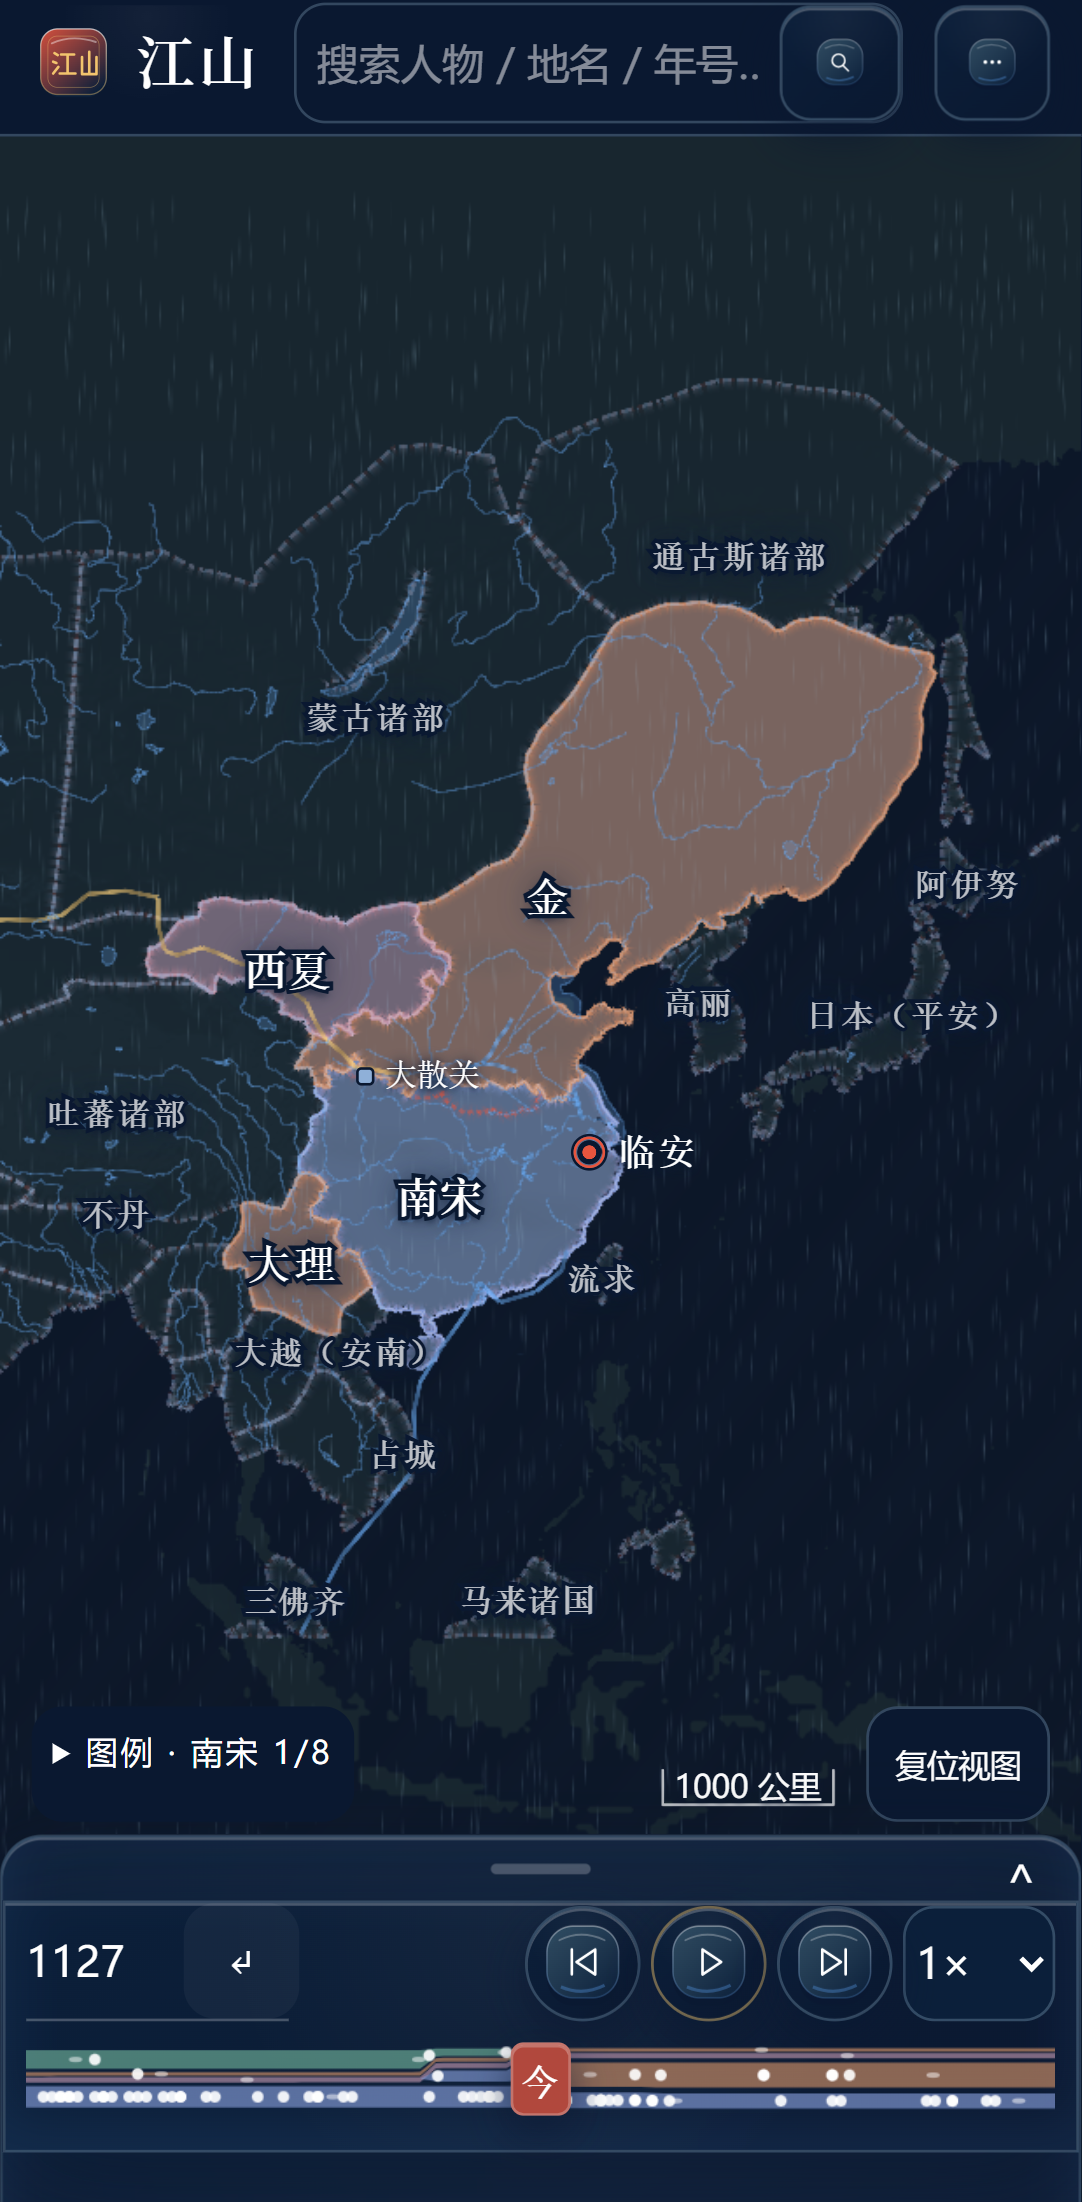 江山 江山 搜索人物 / 地名 / 年号..
通古斯诸部
蒙古诸部
阿伊努
金
西夏
高丽
日本（平安）
大散关
吐蕃诸部
临安
南宋
不丹
大理
流求
大越（安南）
占城
三佛齐
马来诸国
图例 · 南宋 1/8
1000 公里
复位视图
1127
1×
今